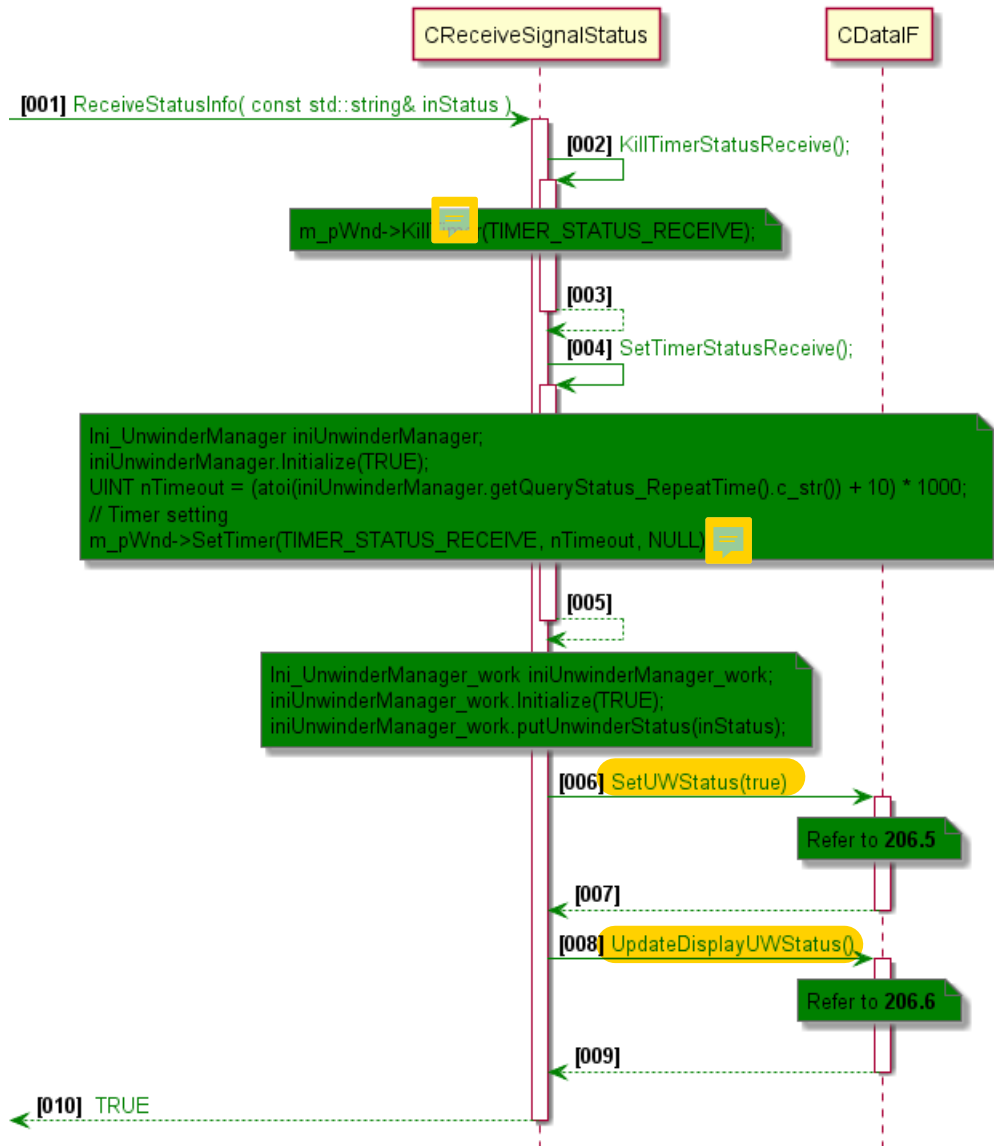 CReceiveSignalStatus
CDataIF
[001] ReceiveStatusInfo( const std::string& inStatus )
[002] KillTimerStatusReceive();
m_pWnd->Kill (TIMER_STATUS_RECEIVE);
[003]
[004] SetTimerStatusReceive();
Ini_UnwinderManager iniUnwinderManager;
iniUnwinderManager.Initialize(TRUE);
UINT nTimeout = (atoi(iniUnwinderManager.getQueryStatus_RepeatTime().c_str()) + 10) * 1000;
// Timer setting
m_pWnd->SetTimer(TIMER_STATUS_RECEIVE, nTimeout, NULL)
[005]
Ini_UnwinderManager_work iniUnwinderManager_work;
iniUnwinderManager_work.Initialize(TRUE);
iniUnwinderManager_work.putUnwinderStatus(inStatus);
[006] SetUWStatus(true)
Refer to 206.5
[007]
[008] UpdateDisplayUWStatus()
Refer to 206.6
[009]
[010] TRUE